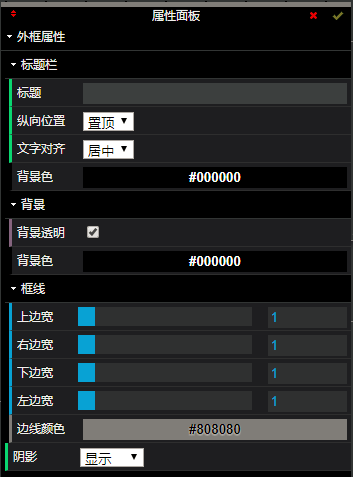 属性面板
外框属性
标题栏
标题
纵向位置 置顶
文字对齐 居中
背景色 #000000
背景
背景透明
背景色 #000000
框线
上边宽 1
右边宽 1
下边宽 1
左边宽 1
边线颜色 #808080
阴影 显示